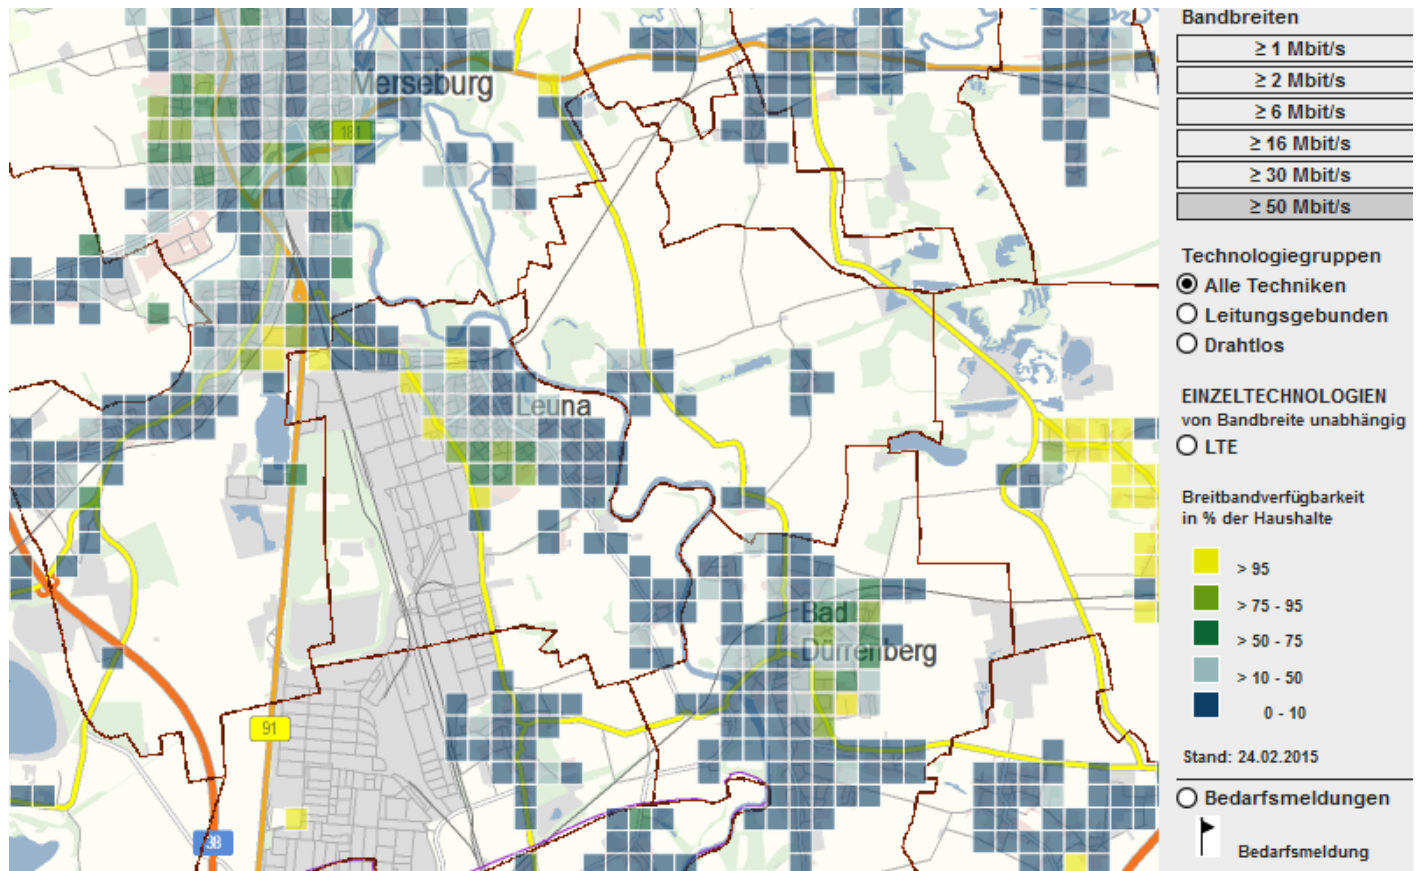 Merseburg
181
Leuna
Bad
Dürrenberg
91
38
Bandbreiten
≥ 1 Mbit/s
≥ 2 Mbit/s
≥ 6 Mbit/s
≥ 16 Mbit/s
≥ 30 Mbit/s
≥ 50 Mbit/s
Technologiegruppen
Alle Techniken
Leitungsgebunden
Drahtlos
EINZELTECHNOLOGIEN
von Bandbreite unabhängig
LTE
Breitbandverfügbarkeit
in % der Haushalte
> 95
> 75 - 95
> 50 - 75
> 10 - 50
0 - 10
Stand: 24.02.2015
Bedarfsmeldungen
Bedarfsmeldung